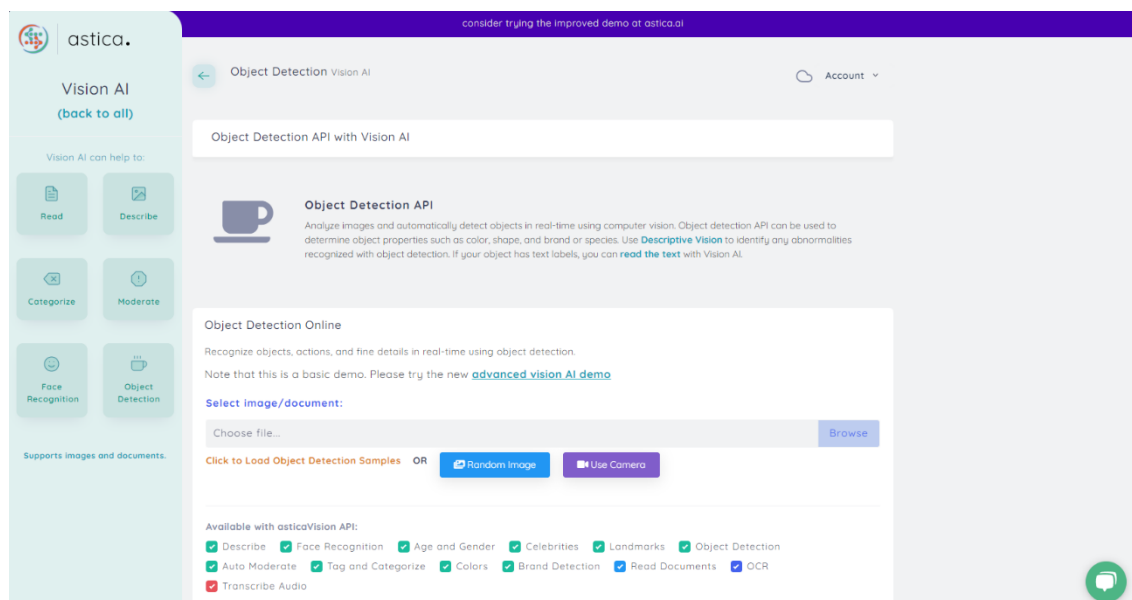 consider trying the improved demo at astica.ai
astica.
Vision AI
(back to all)
Vision AI can help to:
Read
Describe
Categorize
Moderate
Face
Recognition
Object
Detection
Supports images and documents.
Object Detection Vision AI
Account
Object Detection API with Vision AI
Object Detection API
Analyze images and automatically detect objects in real-time using computer vision. Object detection API can be used to
determine object properties such as color, shape, and brand or species. Use Descriptive Vision to identify any abnormalities
recognized with object detection. If your object has text labels, you can read the text with Vision AI.
Object Detection Online
Recognize objects, actions, and fine details in real-time using object detection.
Note that this is a basic demo. Please try the new advanced vision AI demo
Select image/document:
Choose file...
Browse
Click to Load Object Detection Samples OR Random Image Use Camera
Available with asticaVision API:
Describe Face Recognition Age and Gender Celebrities Landmarks Object Detection
Auto Moderate Tag and Categorize Colors Brand Detection Read Documents OCR
Transcribe Audio